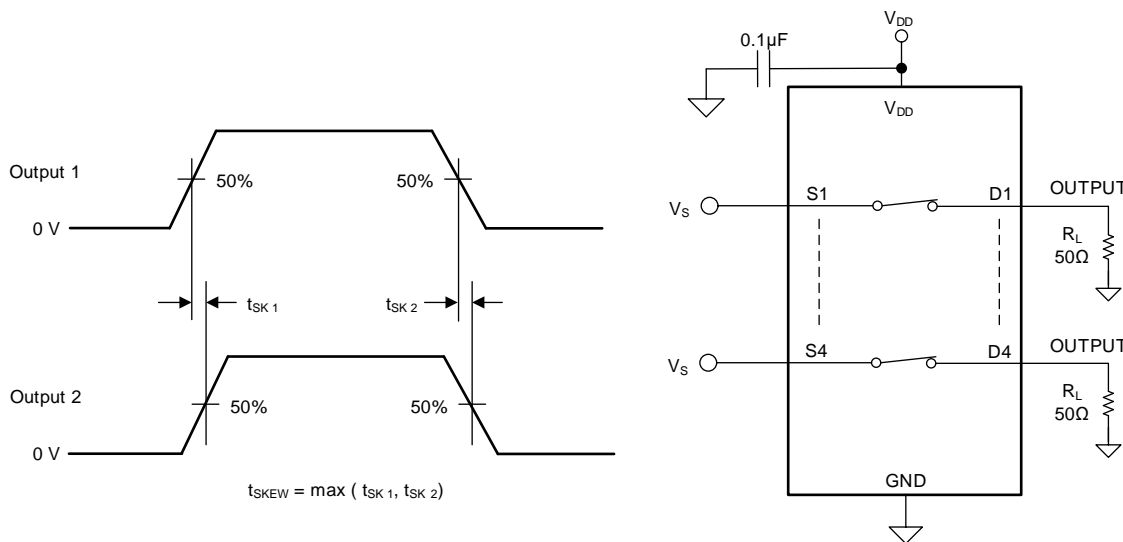 Output 1
50%
50%
0 V
t_SK 1
t_SK 2
Output 2
50%
50%
0 V
t_SKEW = max ( t_SK 1, t_SK 2)
V_DD
0.1µF
V_DD
V_S
S1
D1
OUTPUT
R_L
50Ω
V_S
S4
D4
OUTPUT
R_L
50Ω
GND